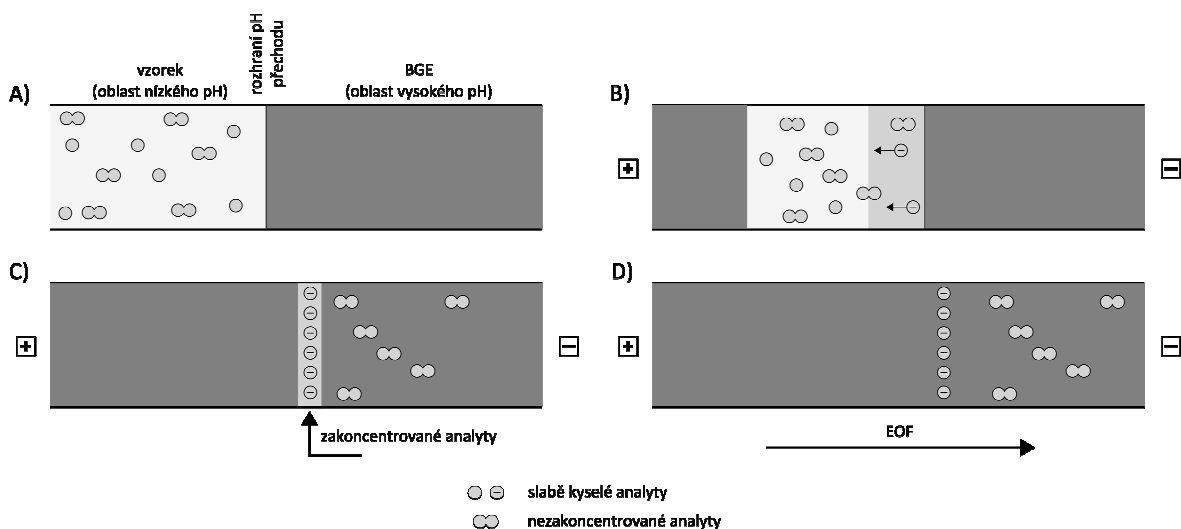 A)
vzorek
(oblast nízkého pH)
rozhraní pH
přechodu
BGE
(oblast vysokého pH)
B)
+
−
C)
+
−
zakoncentrované analyty
D)
+
−
EOF
slabě kyselé analyty
nezakoncentrované analyty